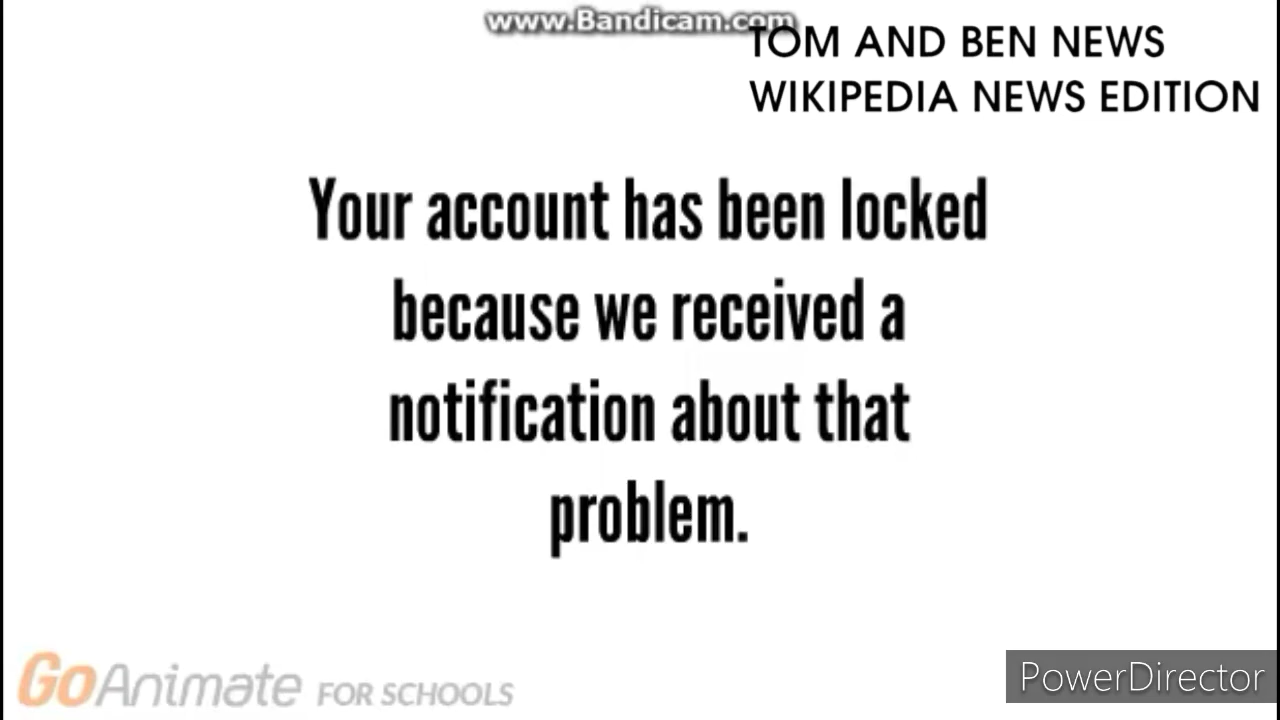 www.Bandicam.com
TOM AND BEN NEWS
WIKIPEDIA NEWS EDITION
Your account has been locked
because we received a
notification about that
problem.
GoAnimate FOR SCHOOLS
PowerDirector